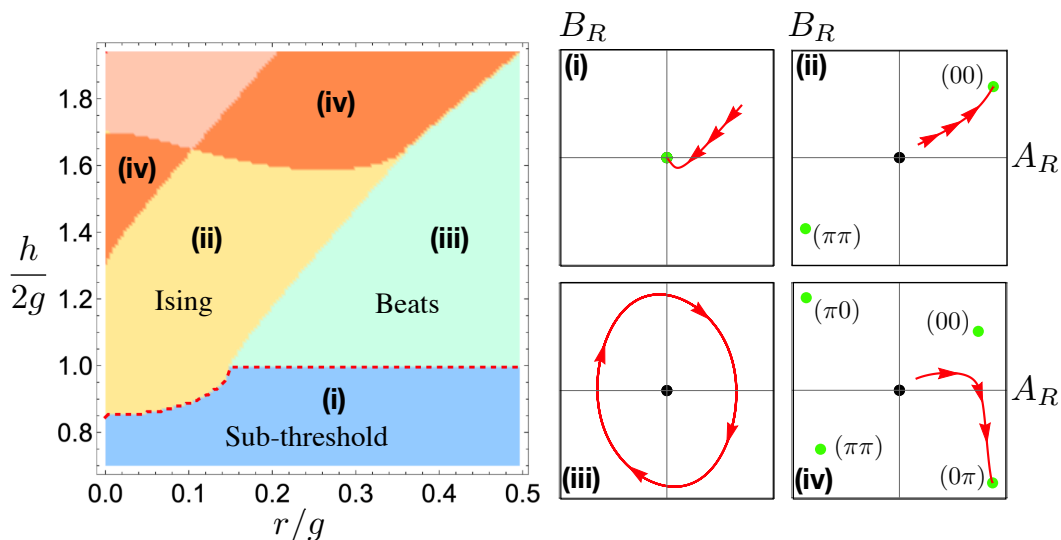 B_R
B_R
(i)
(ii)
(00)
(ππ)
A_R
1.8
1.6
1.4
1.2
1.0
0.8
h/2g
(iv)
(iv)
(ii)
(iii)
Ising
Beats
(i)
Sub-threshold
0.0 0.1 0.2 0.3 0.4 0.5
r/g
(iii)
(π0)
(00)
(ππ)
(0π)
(iv)
A_R